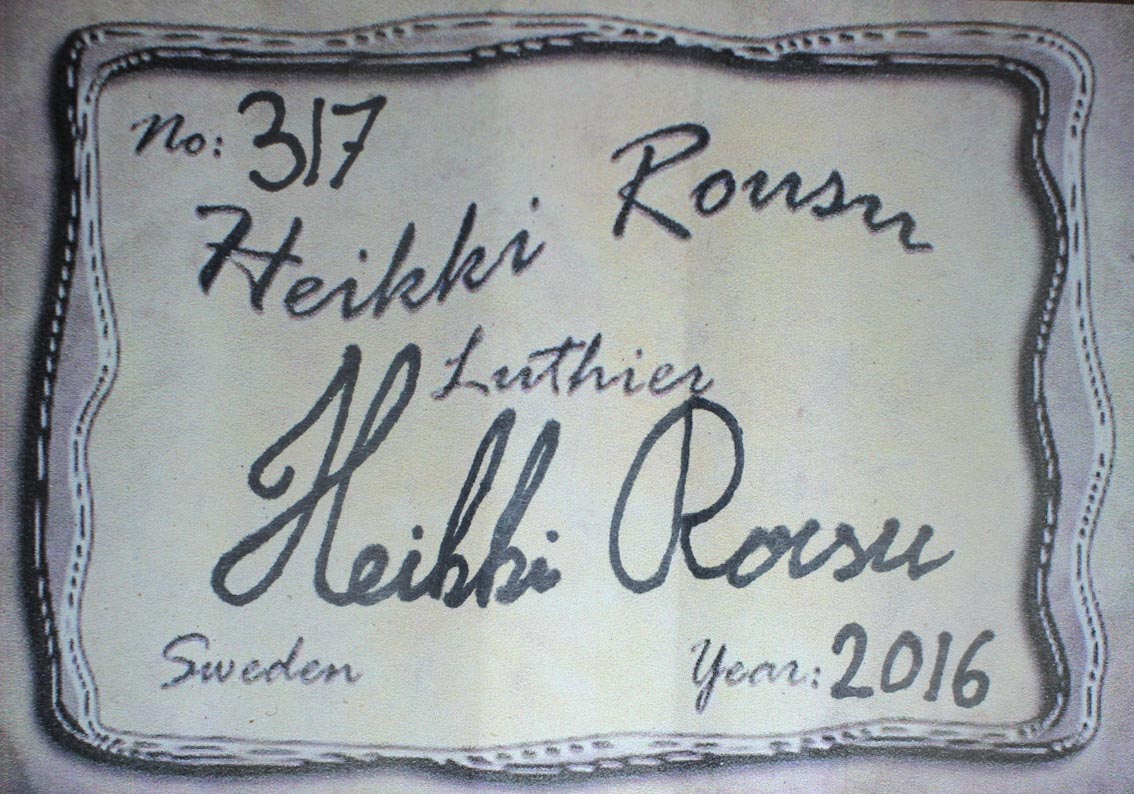 No: 317
Heikki Rousu
Luthier
Heikki Rousu
Sweden Year: 2016